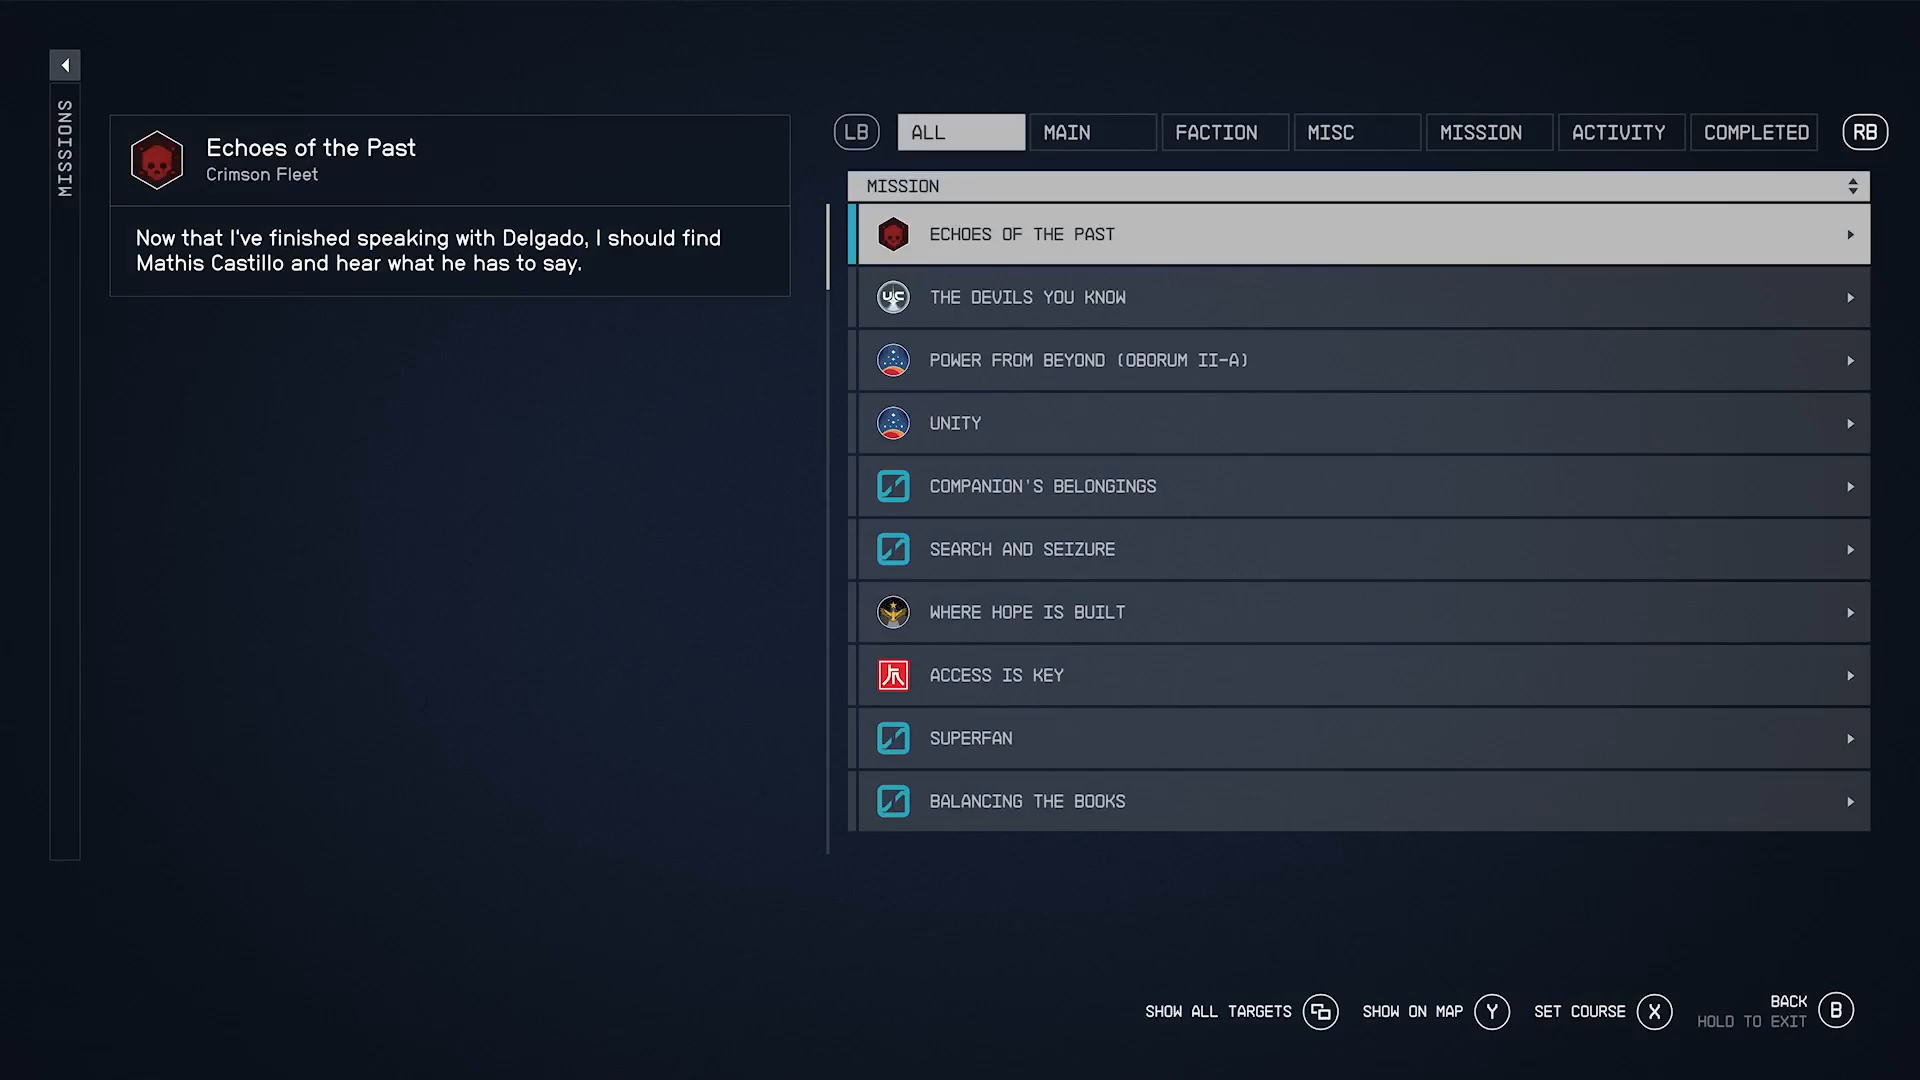 MISSIONS
Echoes of the Past
Crimson Fleet
Now that I've finished speaking with Delgado, I should find
Mathis Castillo and hear what he has to say.
LB ALL MAIN FACTION MISC MISSION ACTIVITY COMPLETED RB
MISSION
ECHOES OF THE PAST
UC THE DEVILS YOU KNOW
POWER FROM BEYOND (OBORUM II-A)
UNITY
COMPANION'S BELONGINGS
SEARCH AND SEIZURE
WHERE HOPE IS BUILT
ACCESS IS KEY
SUPERFAN
BALANCING THE BOOKS
SHOW ALL TARGETS SHOW ON MAP Y SET COURSE X BACK B
HOLD TO EXIT